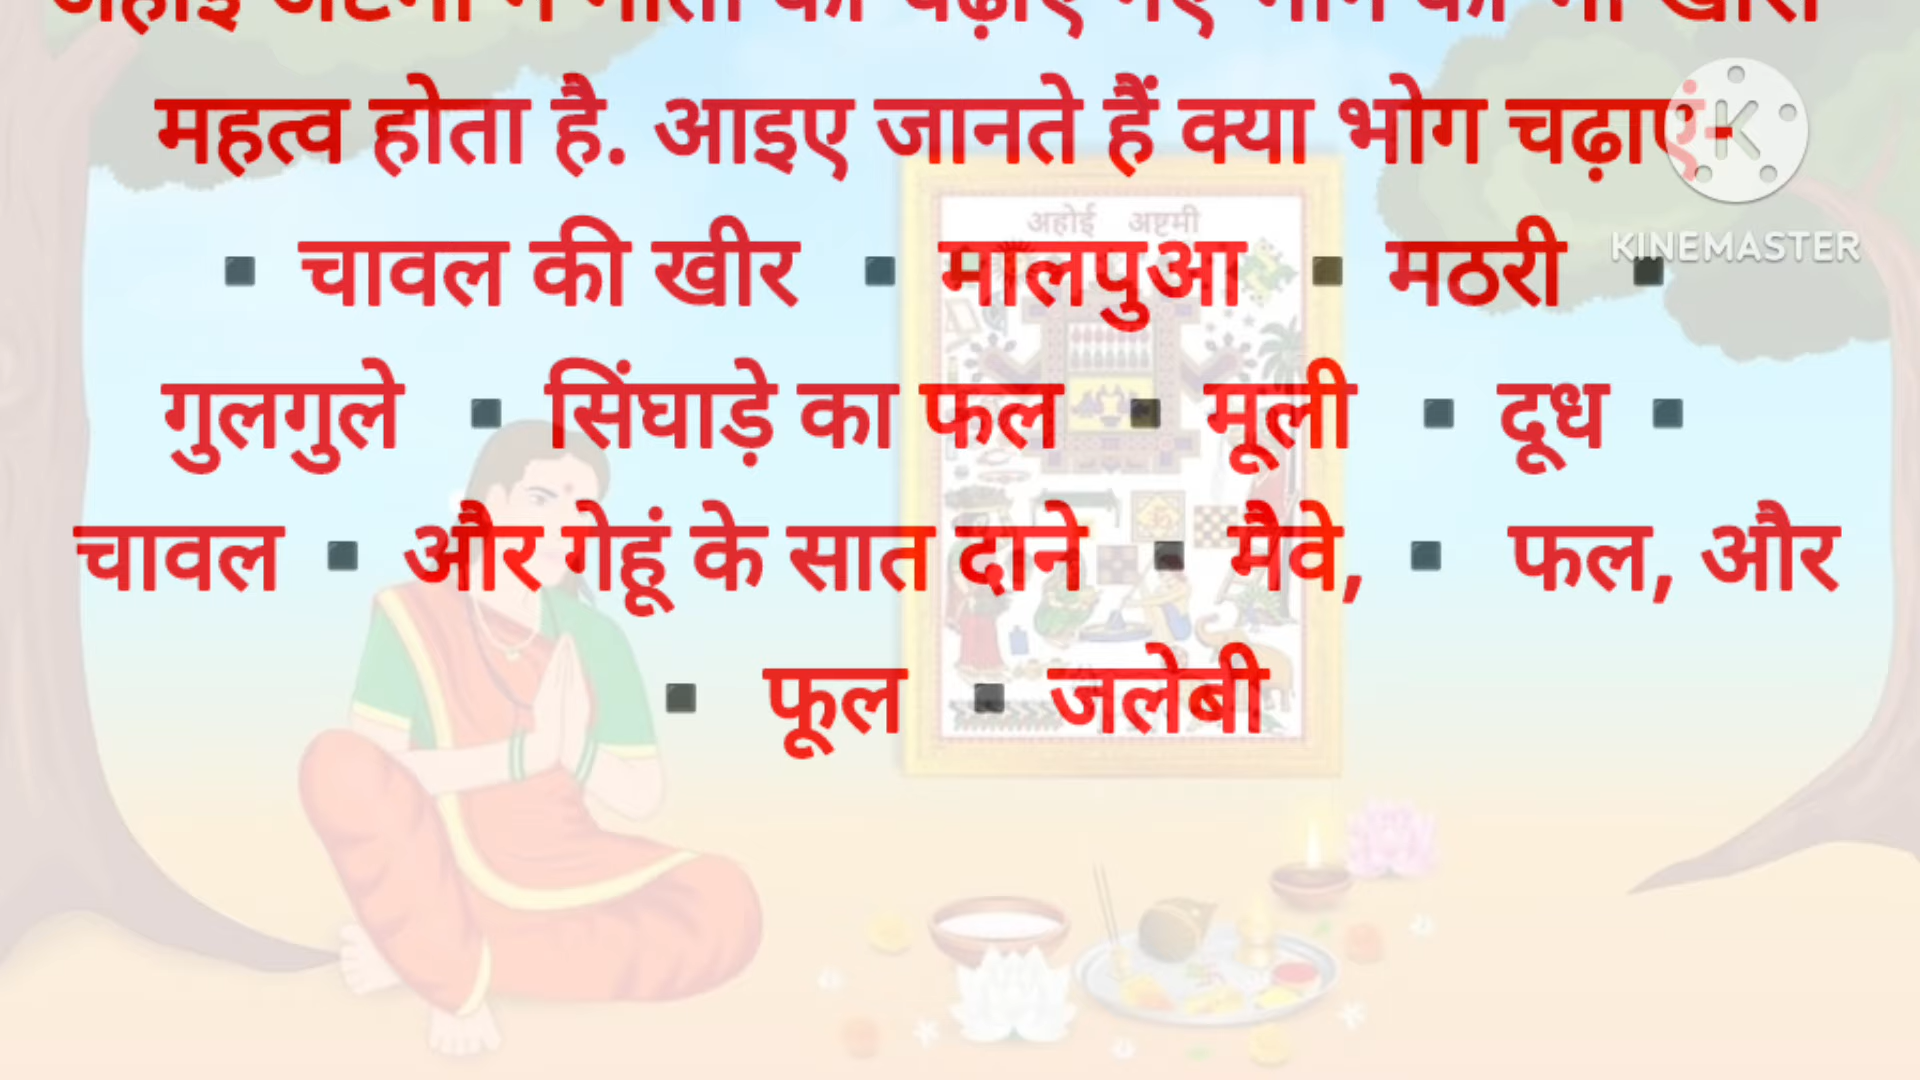 महत्व होता है. आइए जानते हैं क्या भोग चढ़ाएं-
▪ चावल की खीर ▪ मालपुआ ▪ मठरी ▪
गुलगुले ▪ सिंघाड़े का फल ▪ मूली ▪ दूध ▪
चावल ▪ और गेहूं के सात दाने ▪ मैवे, ▪ फल, और
▪ फूल ▪ जलेबी
अहोई अष्टमी
KINEMASTER